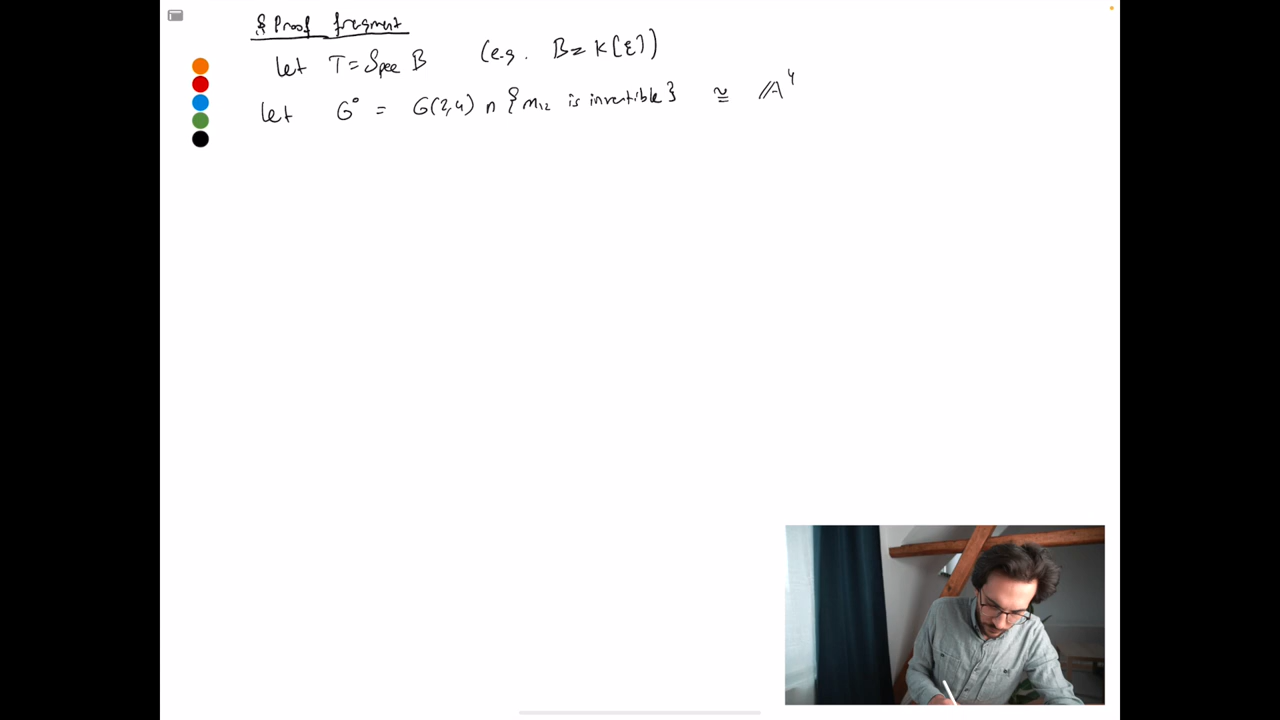 § Proof fragment
let T = Spec B (e.g. B = K[ε])
let G° = G(2,4) ∩ {m₁₂ is invertible} ≅ 𝔸⁴